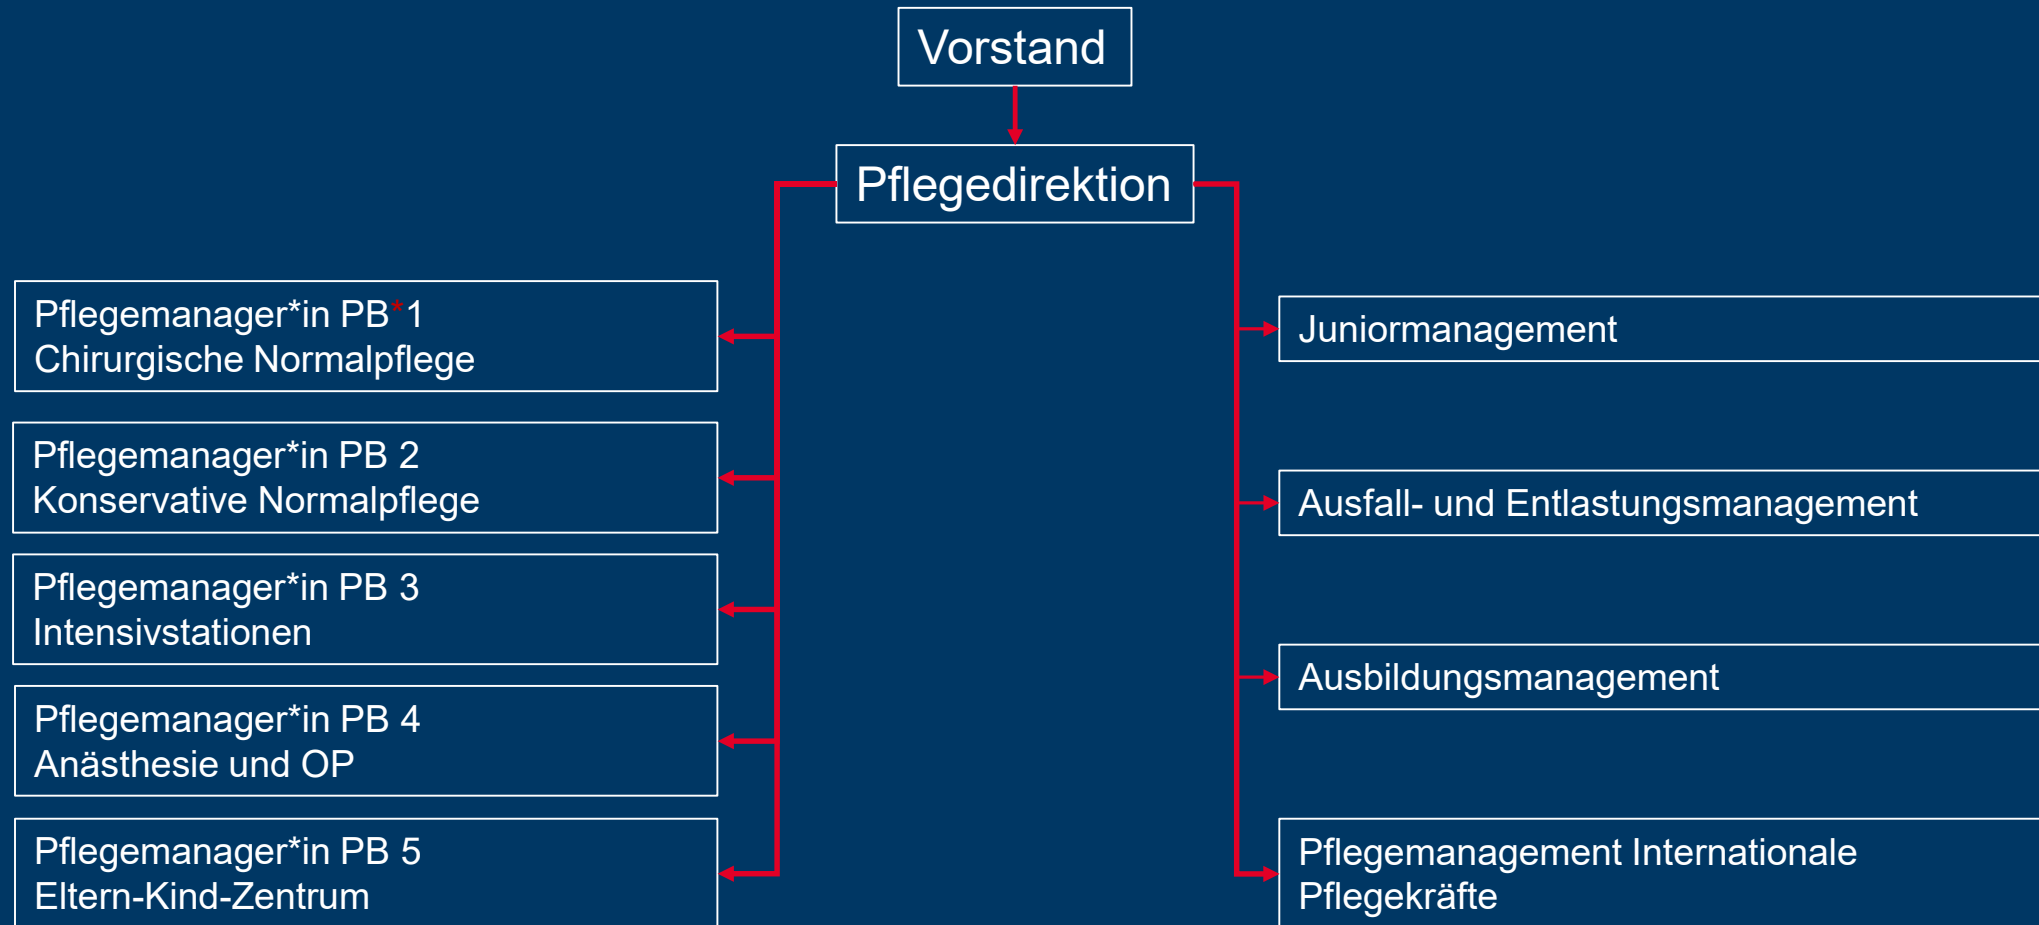 Vorstand
Pflegedirektion
Pflegemanager*in PB*1
Chirurgische Normalpflege
Pflegemanager*in PB 2
Konservative Normalpflege
Pflegemanager*in PB 3
Intensivstationen
Pflegemanager*in PB 4
Anästhesie und OP
Pflegemanager*in PB 5
Eltern-Kind-Zentrum
Juniormanagement
Ausfall- und Entlastungsmanagement
Ausbildungsmanagement
Pflegemanagement Internationale
Pflegekräfte